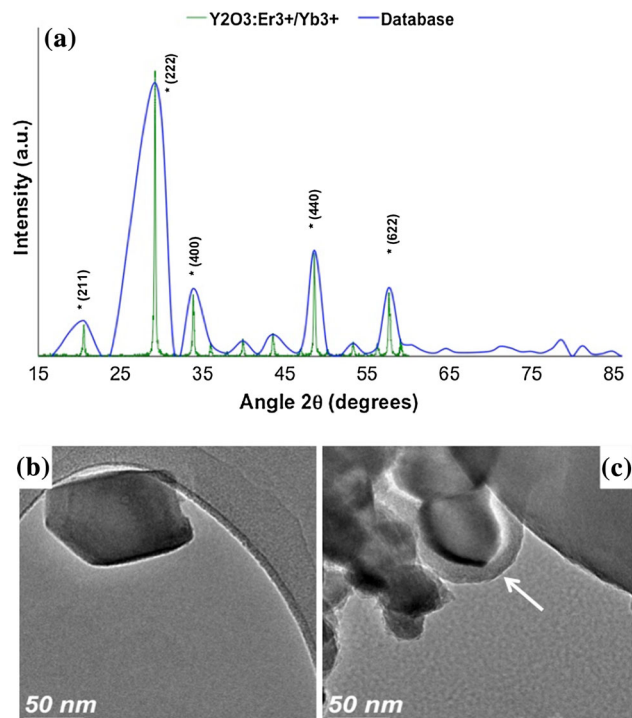 Y2O3:Er3+/Yb3+ Database
(a)
* (222)
* (440)
* (622)
* (400)
* (211)
Intensity (a.u.)
15 25 35 45 55 65 75 85
Angle 2θ (degrees)
(b) (c)
50 nm 50 nm